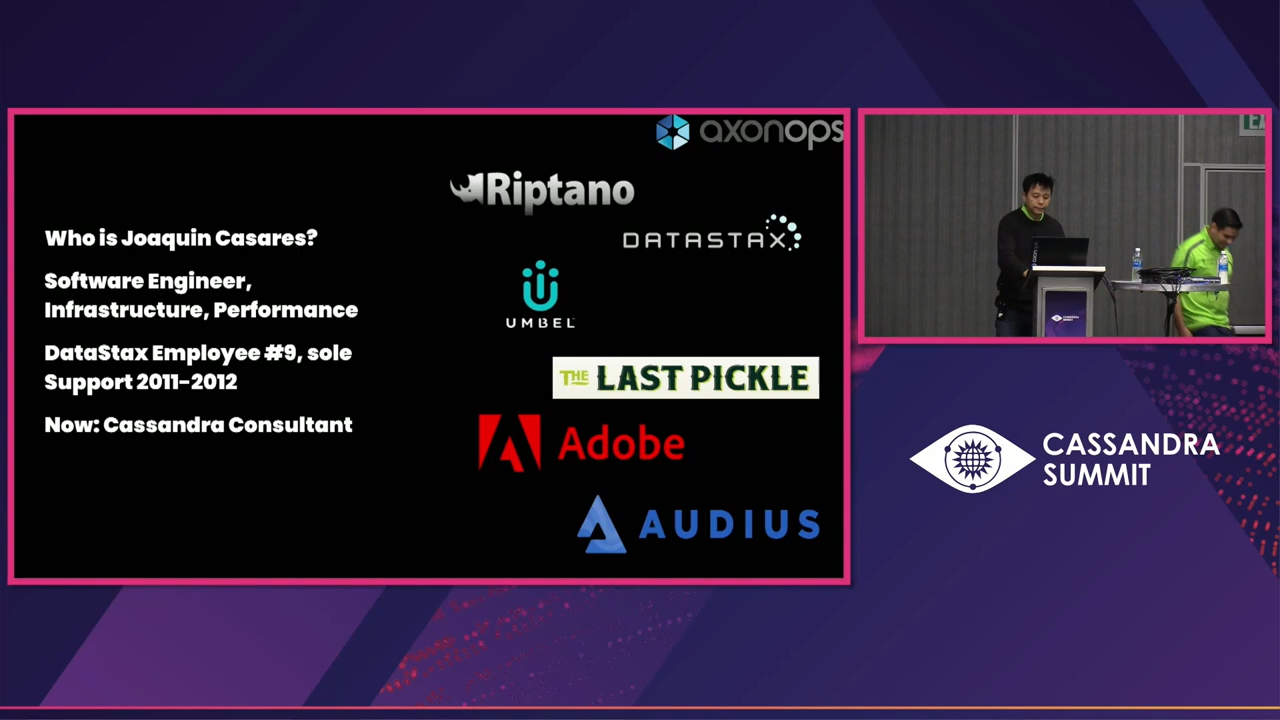 axonops
Riptano
DATASTAX
Who is Joaquin Casares?
Software Engineer,
Infrastructure, Performance
DataStax Employee #9, sole
Support 2011-2012
Now: Cassandra Consultant
UMBEL
THE LAST PICKLE
Adobe
AUDIUS
CASSANDRA
SUMMIT